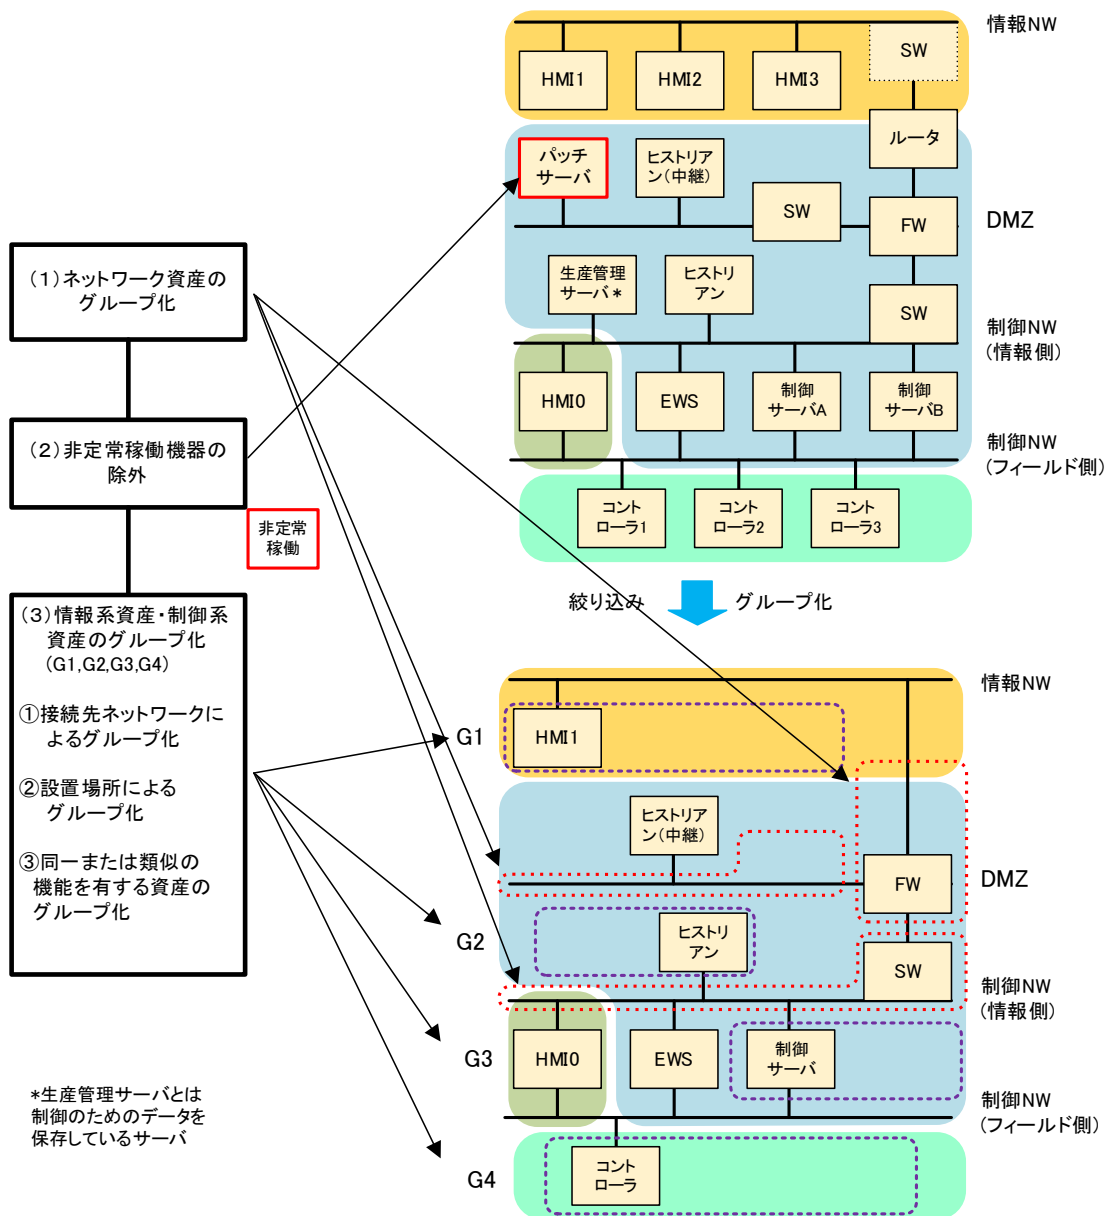 情報NW
SW
HMI1
HMI2
HMI3
ルータ
パッチ
サーバ
ヒストリア
ン(中継)
SW
FW
DMZ
生産管理
サーバ*
ヒストリ
アン
SW
制御NW
(情報側)
HMI0
EWS
制御
サーバA
制御
サーバB
制御NW
(フィールド側)
コント
ローラ1
コント
ローラ2
コント
ローラ3
(1)ネットワーク資産の
グループ化
(2)非定常稼働機器の
除外
非定常
稼働
(3)情報系資産・制御系
資産のグループ化
(G1,G2,G3,G4)
①接続先ネットワークに
よるグループ化
②設置場所による
グループ化
③同一または類似の
機能を有する資産の
グループ化
*生産管理サーバとは
制御のためのデータを
保存しているサーバ
絞り込み
グループ化
情報NW
G1
HMI1
ヒストリア
ン(中継)
FW
DMZ
G2
ヒストリ
アン
SW
制御NW
(情報側)
G3
HMI0
EWS
制御
サーバ
制御NW
(フィールド側)
G4
コント
ローラ